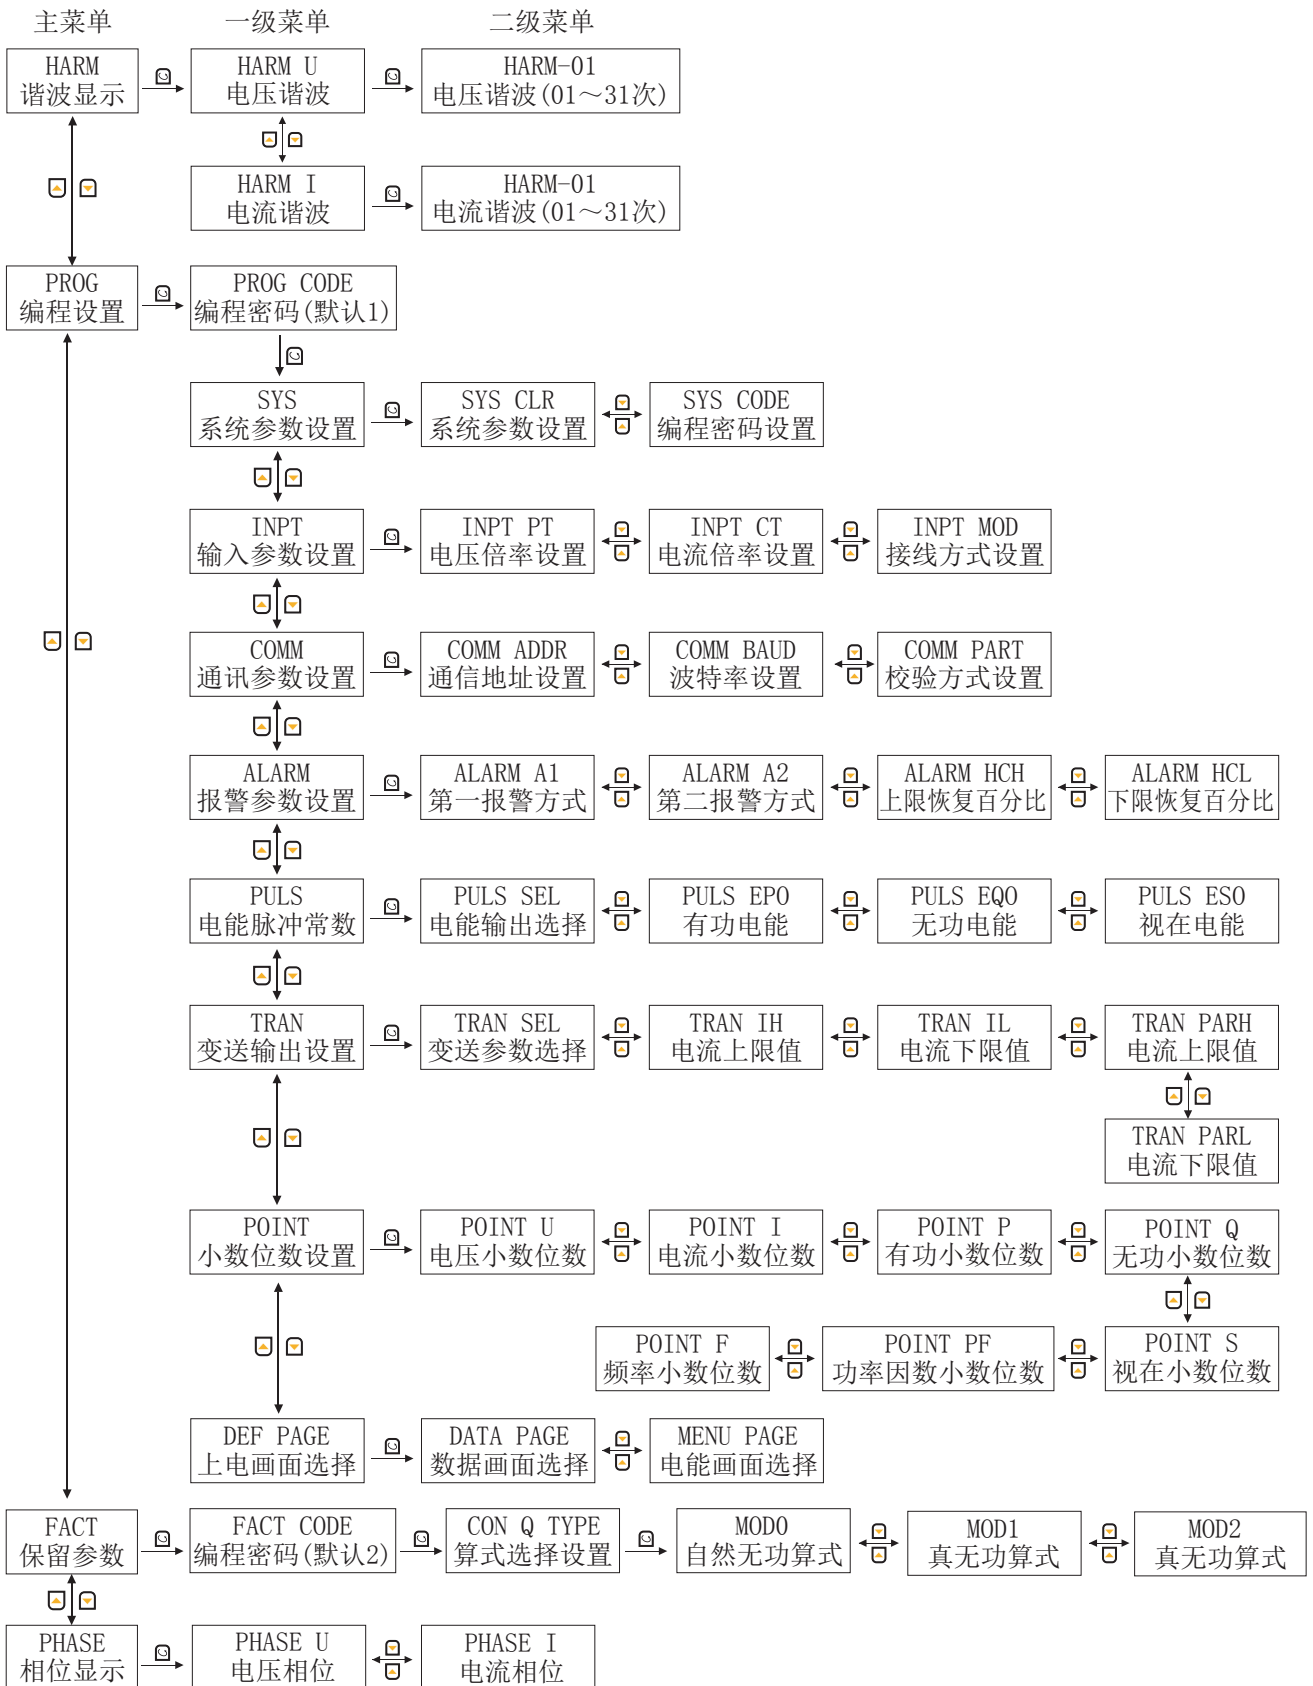 主菜单 一级菜单 二级菜单
HARM HARM U HARM-01
谐波显示 电压谐波 电压谐波(01～31次)
HARM I HARM-01
电流谐波 电流谐波(01～31次)
PROG PROG CODE
编程设置 编程密码(默认1)
SYS SYS CLR SYS CODE
系统参数设置 系统参数设置 编程密码设置
INPT INPT PT INPT CT INPT MOD
输入参数设置 电压倍率设置 电流倍率设置 接线方式设置
COMM COMM ADDR COMM BAUD COMM PART
通讯参数设置 通信地址设置 波特率设置 校验方式设置
ALARM ALARM A1 ALARM A2 ALARM HCH ALARM HCL
报警参数设置 第一报警方式 第二报警方式 上限恢复百分比 下限恢复百分比
PULS PULS SEL PULS EPO PULS EQO PULS ESO
电能脉冲常数 电能输出选择 有功电能 无功电能 视在电能
TRAN TRAN SEL TRAN IH TRAN IL TRAN PARH
变送输出设置 变送参数选择 电流上限值 电流下限值 电流上限值
TRAN PARL
电流下限值
POINT POINT U POINT I POINT P POINT Q
小数位数设置 电压小数位数 电流小数位数 有功小数位数 无功小数位数
POINT F POINT PF POINT S
频率小数位数 功率因数小数位数 视在小数位数
DEF PAGE DATA PAGE MENU PAGE
上电画面选择 数据画面选择 电能画面选择
FACT FACT CODE CON Q TYPE MOD0 MOD1 MOD2
保留参数 编程密码(默认2) 算式选择设置 自然无功算式 真无功算式 真无功算式
PHASE PHASE U PHASE I
相位显示 电压相位 电流相位